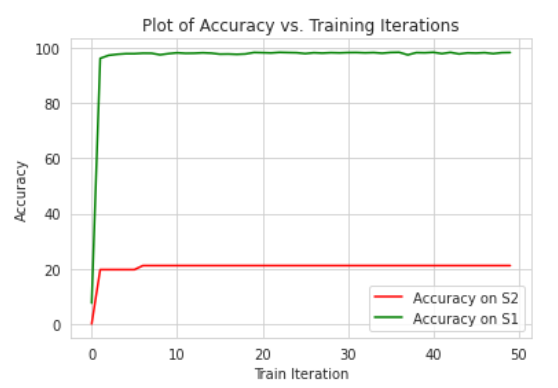 Plot of Accuracy vs. Training Iterations
100
80
60
40
20
0
Accuracy
0 10 20 30 40 50
Train Iteration
Accuracy on S2
Accuracy on S1